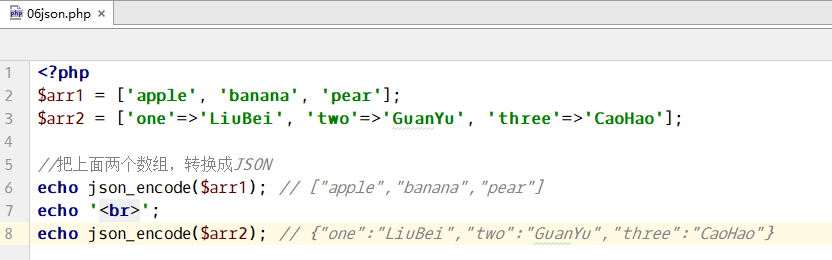 06json.php
1 <?php
2 $arr1 = ['apple', 'banana', 'pear'];
3 $arr2 = ['one'=>'LiuBei', 'two'=>'GuanYu', 'three'=>'CaoHao'];
4
5 //把上面两个数组，转换成JSON
6 echo json_encode($arr1); // ["apple","banana","pear"]
7 echo '<br>';
8 echo json_encode($arr2); // {"one":"LiuBei","two":"GuanYu","three":"CaoHao"}